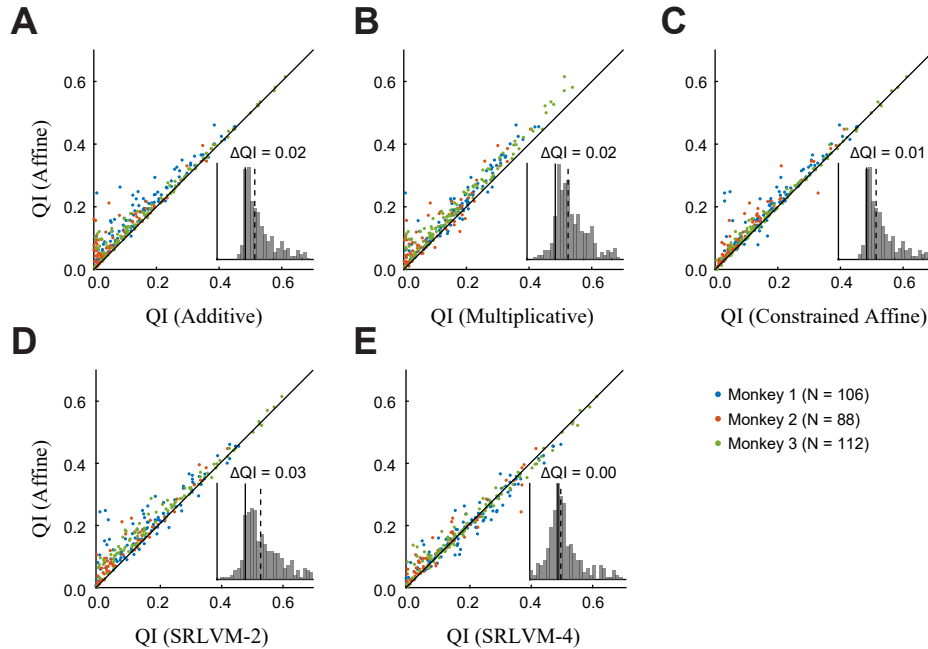 A
QI (Affine)
0.6
0.4
0.2
0.0
0.0
0.2
0.4
0.6
ΔQI = 0.02
QI (Additive)
B
0.6
0.4
0.2
0.0
0.0
0.2
0.4
0.6
ΔQI = 0.02
QI (Multiplicative)
C
0.6
0.4
0.2
0.0
0.0
0.2
0.4
0.6
ΔQI = 0.01
QI (Constrained Affine)
D
QI (Affine)
0.6
0.4
0.2
0.0
0.0
0.2
0.4
0.6
ΔQI = 0.03
QI (SRLVM-2)
E
0.6
0.4
0.2
0.0
0.0
0.2
0.4
0.6
ΔQI = 0.00
QI (SRLVM-4)
Monkey 1 (N = 106)
Monkey 2 (N = 88)
Monkey 3 (N = 112)